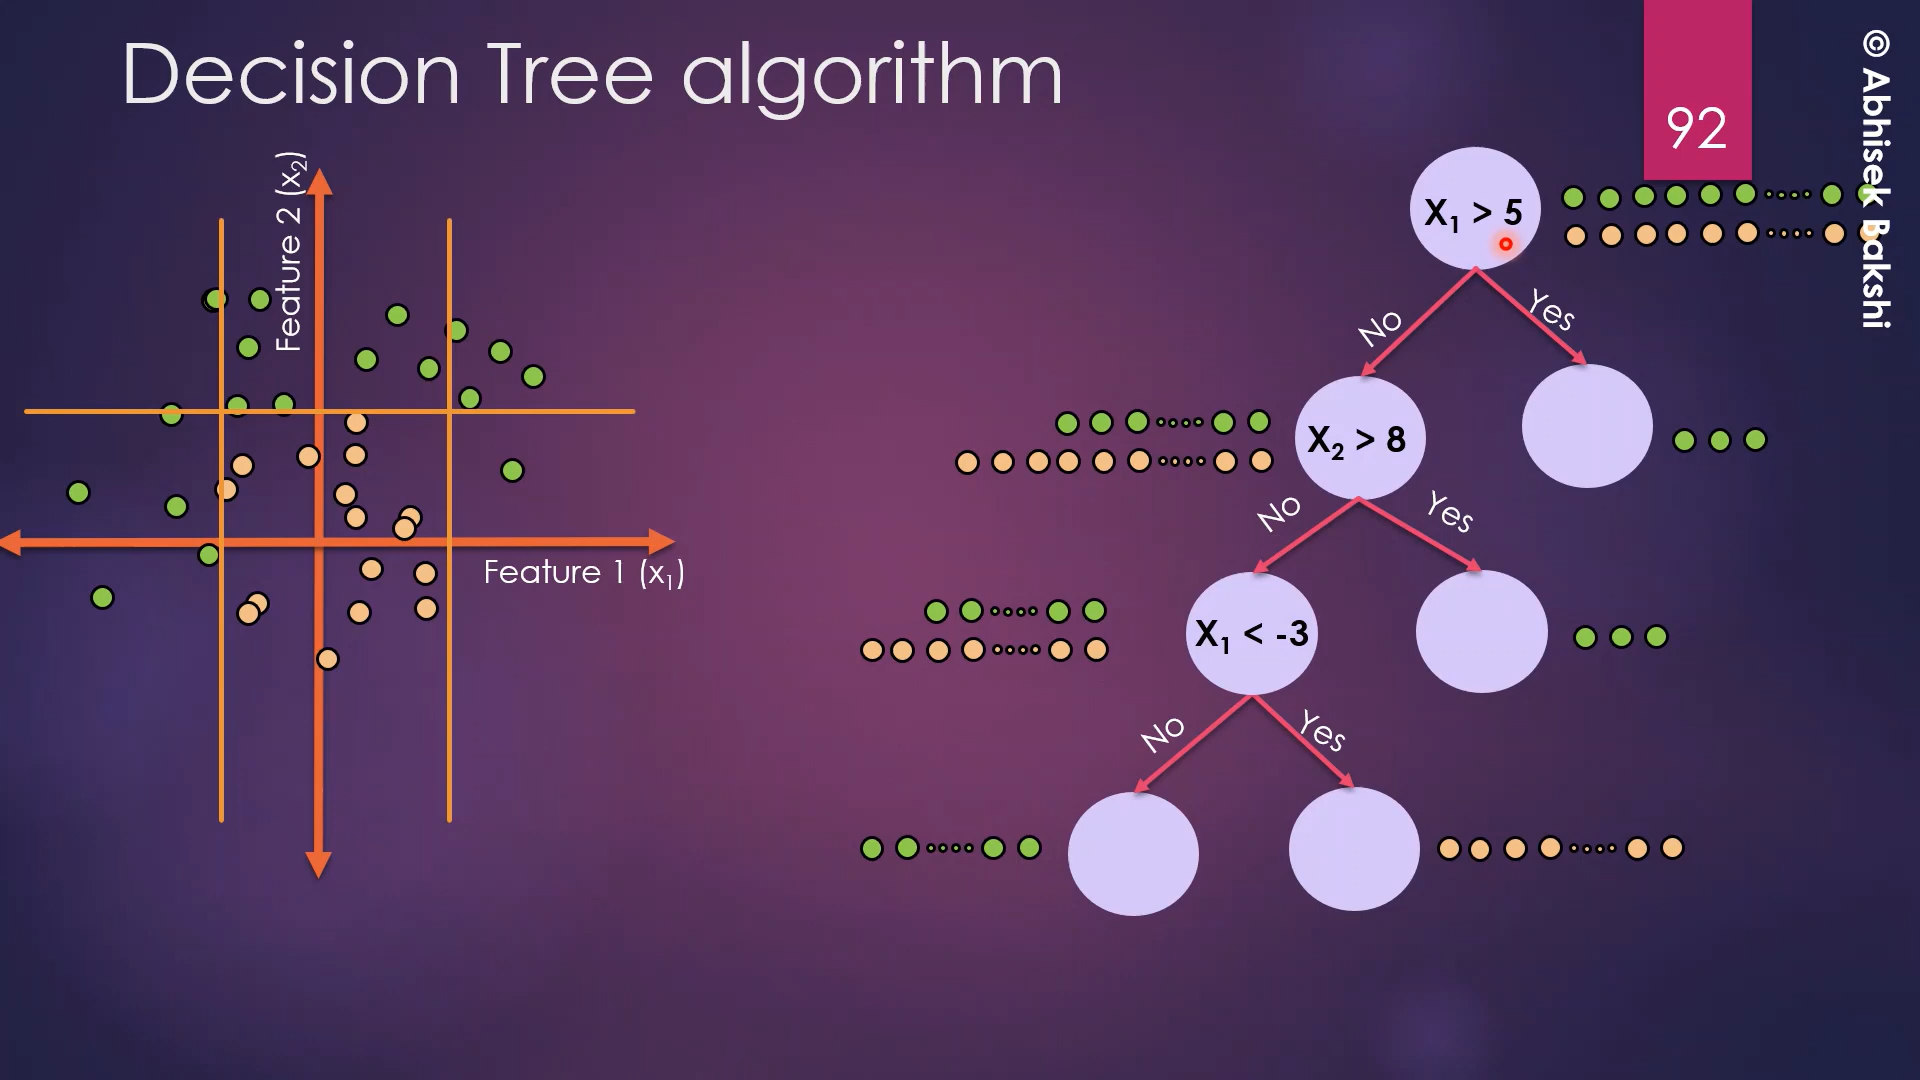 Decision Tree algorithm
92
© Abhisek Bakshi
Feature 2 (x₂)
Feature 1 (x₁)
X₁ > 5
No
Yes
X₂ > 8
No
Yes
X₁ < -3
No
Yes